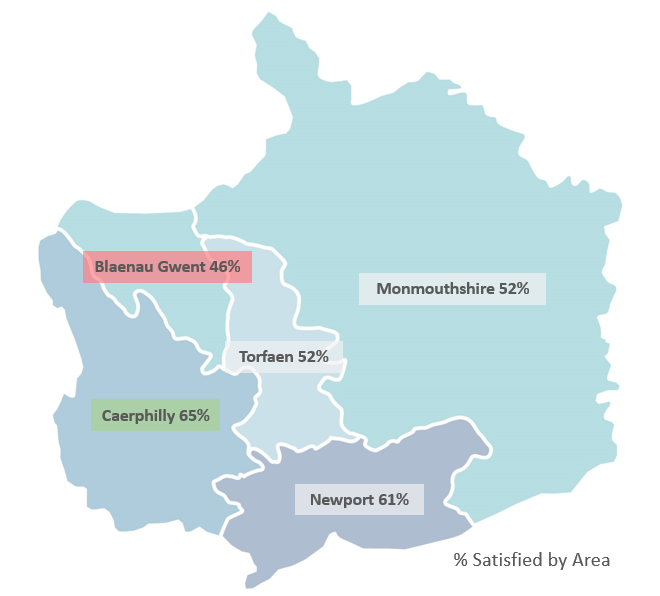 Blaenau Gwent 46%
Monmouthshire 52%
Torfaen 52%
Caerphilly 65%
Newport 61%
% Satisfied by Area